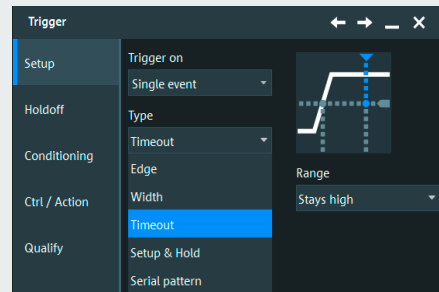 Trigger
Setup
Holdoff
Conditioning
Ctrl / Action
Qualify
Trigger on
Single event
Type
Timeout
Edge
Width
Timeout
Setup & Hold
Serial pattern
Range
Stays high